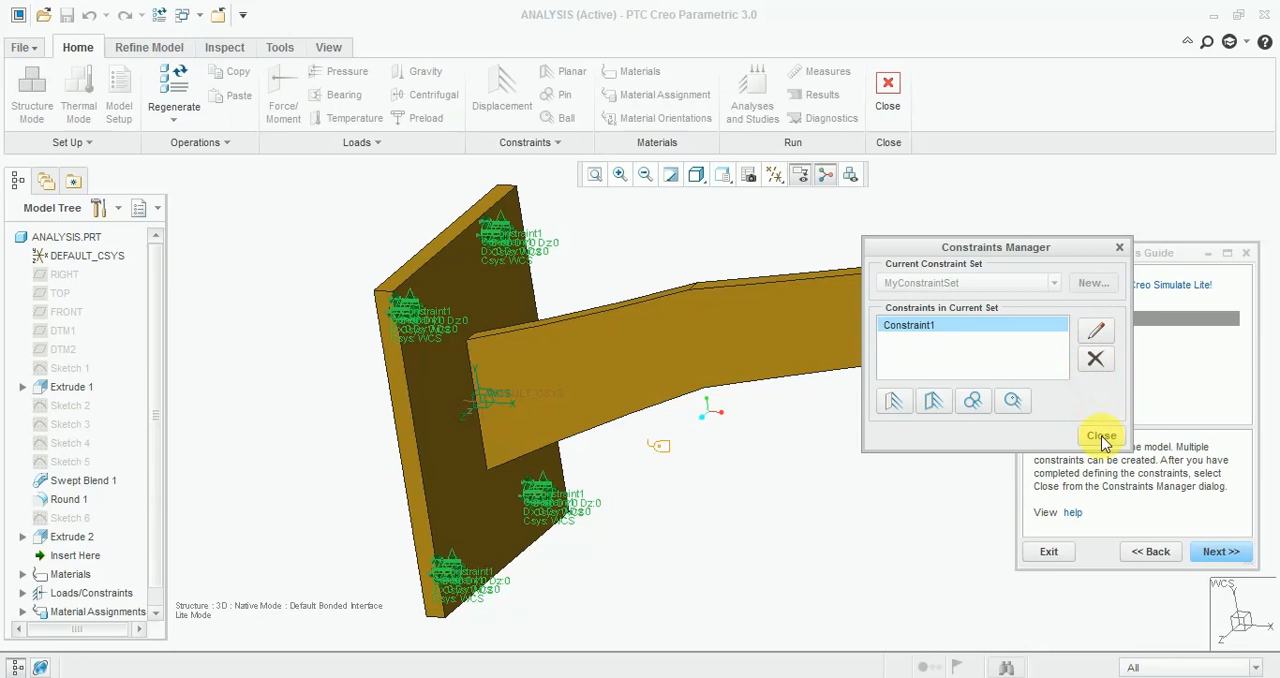 ANALYSIS (Active) - PTC Creo Parametric 3.0
File Home Refine Model Inspect Tools View
Structure Mode
Thermal Mode
Model Setup
Set Up
Regenerate
Copy
Paste
Operations
Force/ Moment
Pressure
Bearing
Temperature
Gravity
Centrifugal
Preload
Loads
Displacement
Planar
Pin
Ball
Constraints
Materials
Material Assignment
Material Orientations
Materials
Analyses and Studies
Measures
Results
Diagnostics
Run
Close
Close
Model Tree
ANALYSIS.PRT
DEFAULT_CSYS
RIGHT
TOP
FRONT
DTM1
DTM2
Sketch 1
Extrude 1
Sketch 2
Sketch 3
Sketch 4
Sketch 5
Swept Blend 1
Round 1
Sketch 6
Extrude 2
Insert Here
Materials
Loads/Constraints
Material Assignments
Structure : 3D : Native Mode : Default Bonded Interface
Lite Mode
Constraints Manager
Current Constraint Set
MyConstraintSet
New...
Constraints in Current Set
Constraint1
Close
s Guide
Creo Simulate Lite!
the model. Multiple
constraints can be created. After you have
completed defining the constraints, select
Close from the Constraints Manager dialog.
View help
Exit
<< Back
Next >>
WCS
Y
X
Z
All